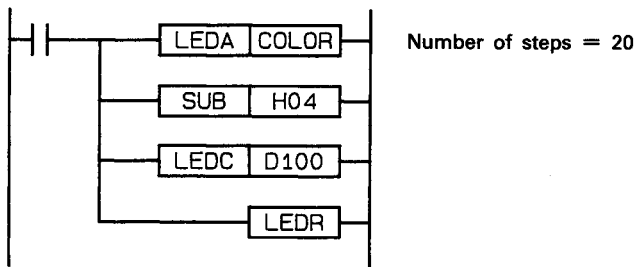 LEDA COLOR Number of steps = 20
SUB H04
LEDC D100
LEDR